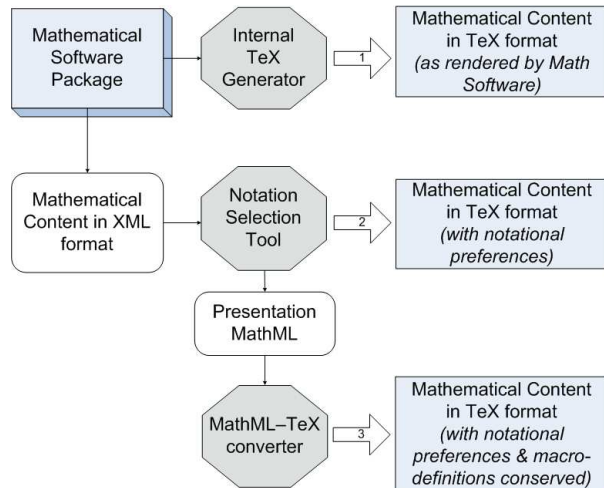 Mathematical
Software
Package
Internal
TeX
Generator
1
Mathematical Content
in TeX format
(as rendered by Math
Software)
Mathematical
Content in XML
format
Notation
Selection
Tool
2
Mathematical Content
in TeX format
(with notational
preferences)
Presentation
MathML
MathML–TeX
converter
3
Mathematical Content
in TeX format
(with notational
preferences & macro-
definitions conserved)